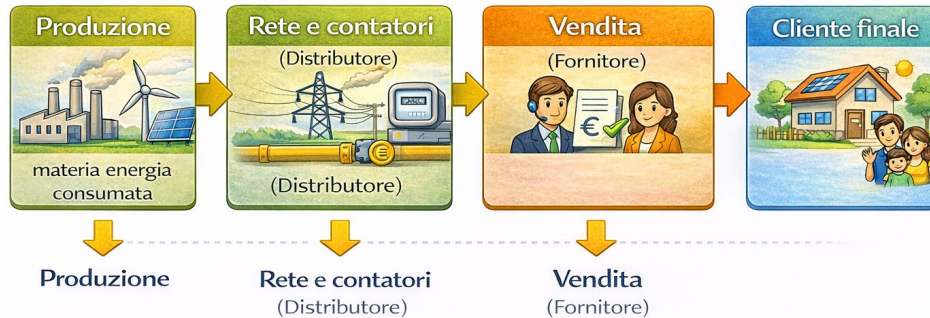 Produzione
materia energia
consumata
Rete e contatori
(Distributore)
(Distributore)
Vendita
(Fornitore)
€
Cliente finale
Produzione
Rete e contatori
(Distributore)
Vendita
(Fornitore)